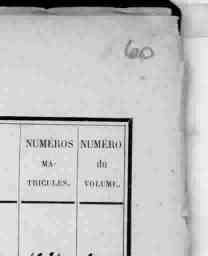 60
NUMÉROS NUMÉRO
MA- du
TRICULES. VOLUME.